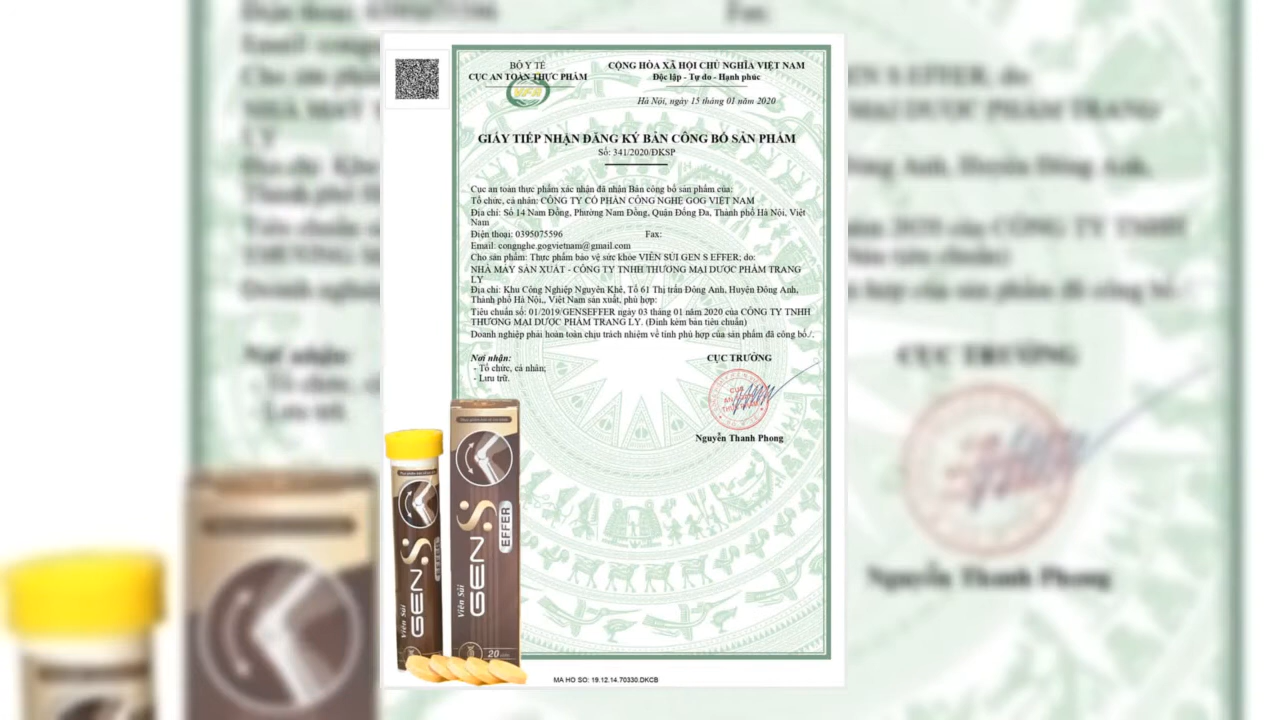 BỘ Y TẾ
CỤC AN TOÀN THỰC PHẨM
CỘNG HÒA XÃ HỘI CHỦ NGHĨA VIỆT NAM
Độc lập - Tự do - Hạnh phúc
VFA
Hà Nội, ngày 15 tháng 01 năm 2020
GIẤY TIẾP NHẬN ĐĂNG KÝ BẢN CÔNG BỐ SẢN PHẨM
Số: 341/2020/ĐKSP
Cục an toàn thực phẩm xác nhận đã nhận Bản công bố sản phẩm của:
Tổ chức, cá nhân: CÔNG TY CỔ PHẦN CÔNG NGHỆ GOG VIỆT NAM
Địa chỉ: Số 14 Nam Đồng, Phường Nam Đồng, Quận Đống Đa, Thành phố Hà Nội, Việt
Nam
Điện thoại: 0395075596 Fax:
Email: congnghe.gogvietnam@gmail.com
Cho sản phẩm: Thực phẩm bảo vệ sức khỏe VIÊN SỦI GEN S EFFER; do:
NHÀ MÁY SẢN XUẤT - CÔNG TY TNHH THƯƠNG MẠI DƯỢC PHẨM TRANG
LY
Địa chỉ: Khu Công Nghiệp Nguyên Khê, Tổ 61 Thị trấn Đông Anh, Huyện Đông Anh,
Thành phố Hà Nội,, Việt Nam sản xuất, phù hợp:
Tiêu chuẩn số: 01/2019/GENSEFFER ngày 03 tháng 01 năm 2020 của CÔNG TY TNHH
THƯƠNG MẠI DƯỢC PHẨM TRANG LY. (Đính kèm bản tiêu chuẩn)
Doanh nghiệp phải hoàn toàn chịu trách nhiệm về tính phù hợp của sản phẩm đã công bố./.
Nơi nhận:
- Tổ chức, cá nhân;
- Lưu trữ.
CỤC TRƯỞNG
CỤC
AN TOÀN
THỰC PHẨM
Nguyễn Thanh Phong
Viên Sủi
GEN S
EFFER
Viên Sủi
GEN S
EFFER
20
MA HO SO: 19.12.14.70330.DKCB